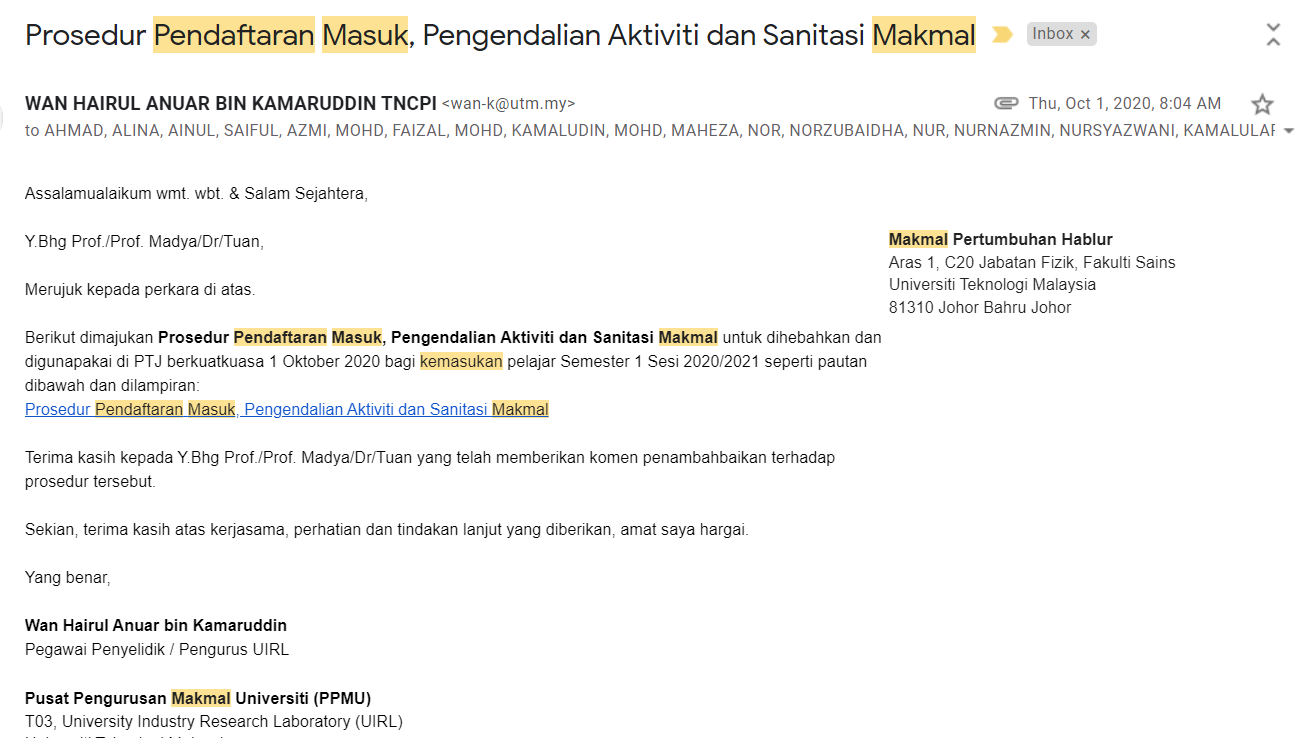 Prosedur Pendaftaran Masuk, Pengendalian Aktiviti dan Sanitasi Makmal
Inbox ×
WAN HAIRUL ANUAR BIN KAMARUDDIN TNCPI <wan-k@utm.my>
Thu, Oct 1, 2020, 8:04 AM
to AHMAD, ALINA, AINUL, SAIFUL, AZMI, MOHD, FAIZAL, MOHD, KAMALUDIN, MOHD, MAHEZA, NOR, NORZUBAIDHA, NUR, NURNAZMIN, NURSYAZWANI,
Assalamualaikum wmt. wbt. & Salam Sejahtera,
Y.Bhg Prof./Prof. Madya/Dr/Tuan,
Merujuk kepada perkara di atas.
Berikut dimajukan Prosedur Pendaftaran Masuk, Pengendalian Aktiviti dan Sanitasi Makmal untuk dihebahkan dan
digunapakai di PTJ berkuatkuasa 1 Oktober 2020 bagi kemasukan pelajar Semester 1 Sesi 2020/2021 seperti pautan
dibawah dan dilampiran:
Prosedur Pendaftaran Masuk, Pengendalian Aktiviti dan Sanitasi Makmal
Terima kasih kepada Y.Bhg Prof./Prof. Madya/Dr/Tuan yang telah memberikan komen penambahbaikan terhadap
prosedur tersebut.
Sekian, terima kasih atas kerjasama, perhatian dan tindakan lanjut yang diberikan, amat saya hargai.
Yang benar,
Wan Hairul Anuar bin Kamaruddin
Pegawai Penyelidik / Pengurus UIRL
Pusat Pengurusan Makmal Universiti (PPMU)
T03, University Industry Research Laboratory (UIRL)
Makmal Pertumbuhan Hablur
Aras 1, C20 Jabatan Fizik, Fakulti Sains
Universiti Teknologi Malaysia
81310 Johor Bahru Johor